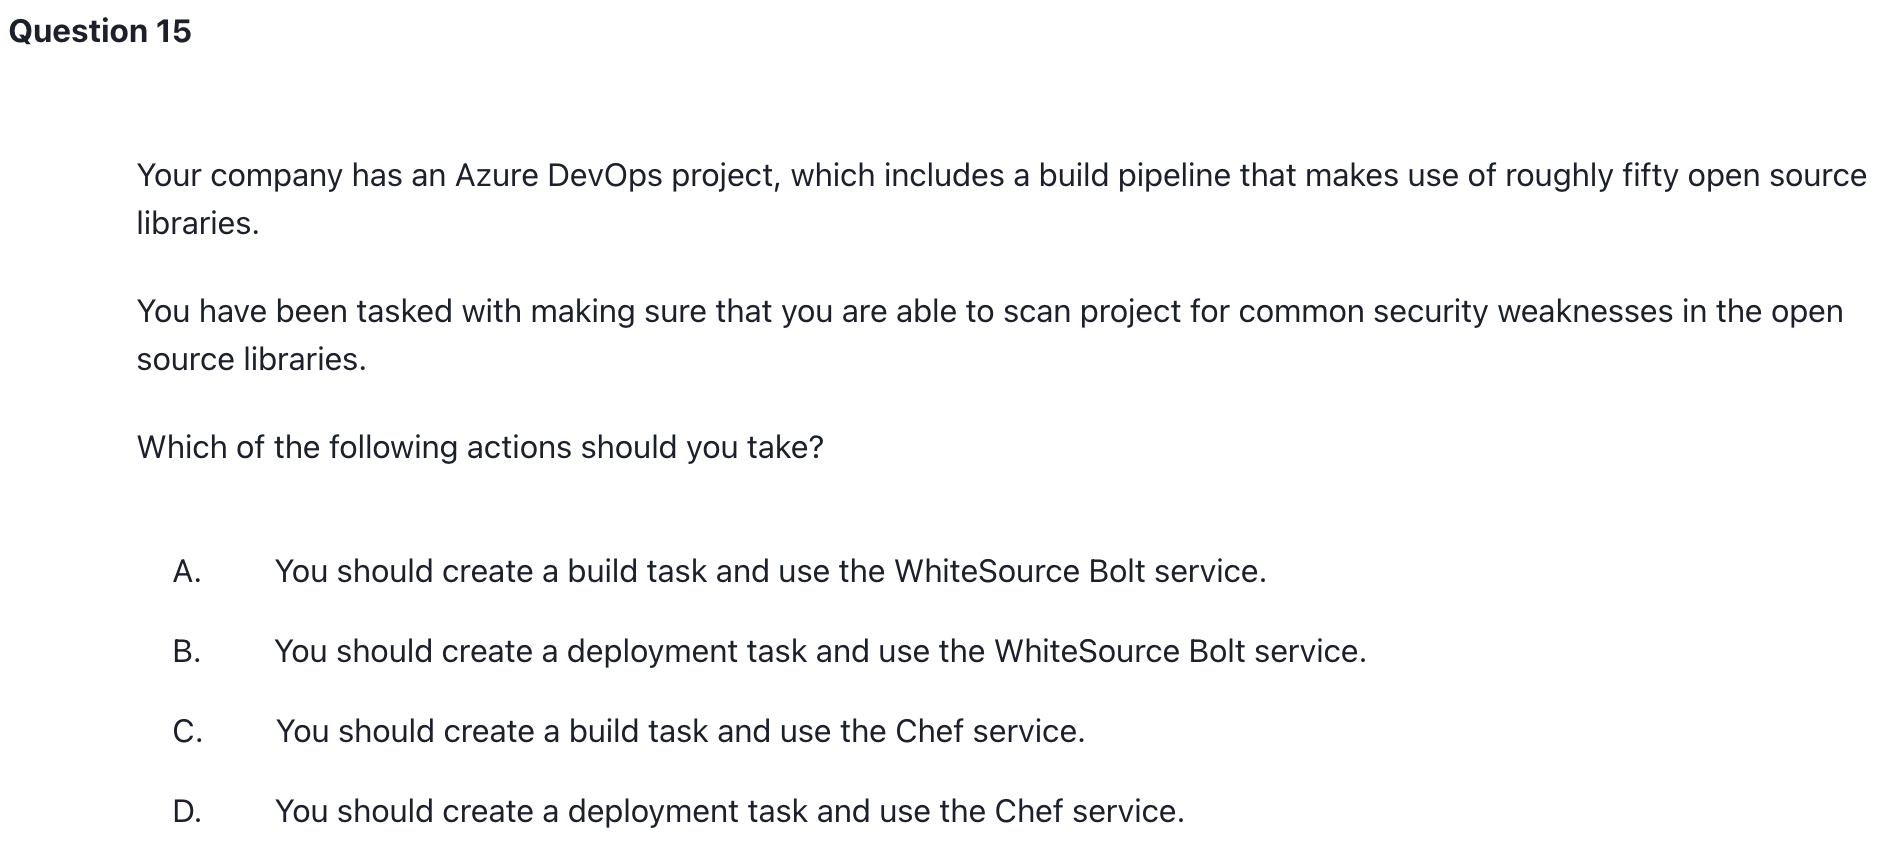 Question 15
Your company has an Azure DevOps project, which includes a build pipeline that makes use of roughly fifty open source
libraries.
You have been tasked with making sure that you are able to scan project for common security weaknesses in the open
source libraries.
Which of the following actions should you take?
A. You should create a build task and use the WhiteSource Bolt service.
B. You should create a deployment task and use the WhiteSource Bolt service.
C. You should create a build task and use the Chef service.
D. You should create a deployment task and use the Chef service.